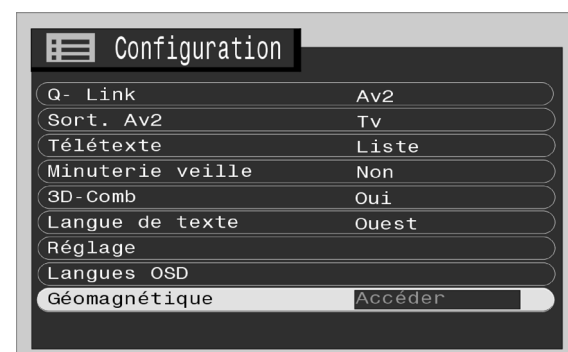 Configuration
Q- Link Av2
Sort. Av2 Tv
Télétexte Liste
Minuterie veille Non
3D-Comb Oui
Langue de texte Ouest
Réglage
Langues OSD
Géomagnétique Accéder